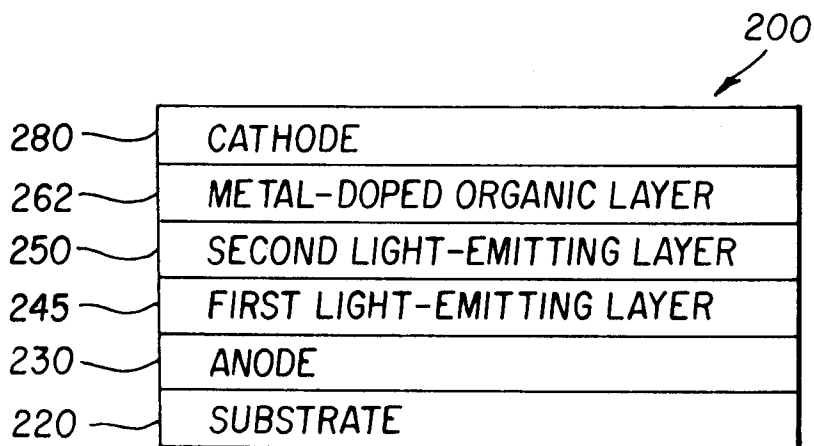 200
280 CATHODE
262 METAL-DOPED ORGANIC LAYER
250 SECOND LIGHT-EMITTING LAYER
245 FIRST LIGHT-EMITTING LAYER
230 ANODE
220 SUBSTRATE